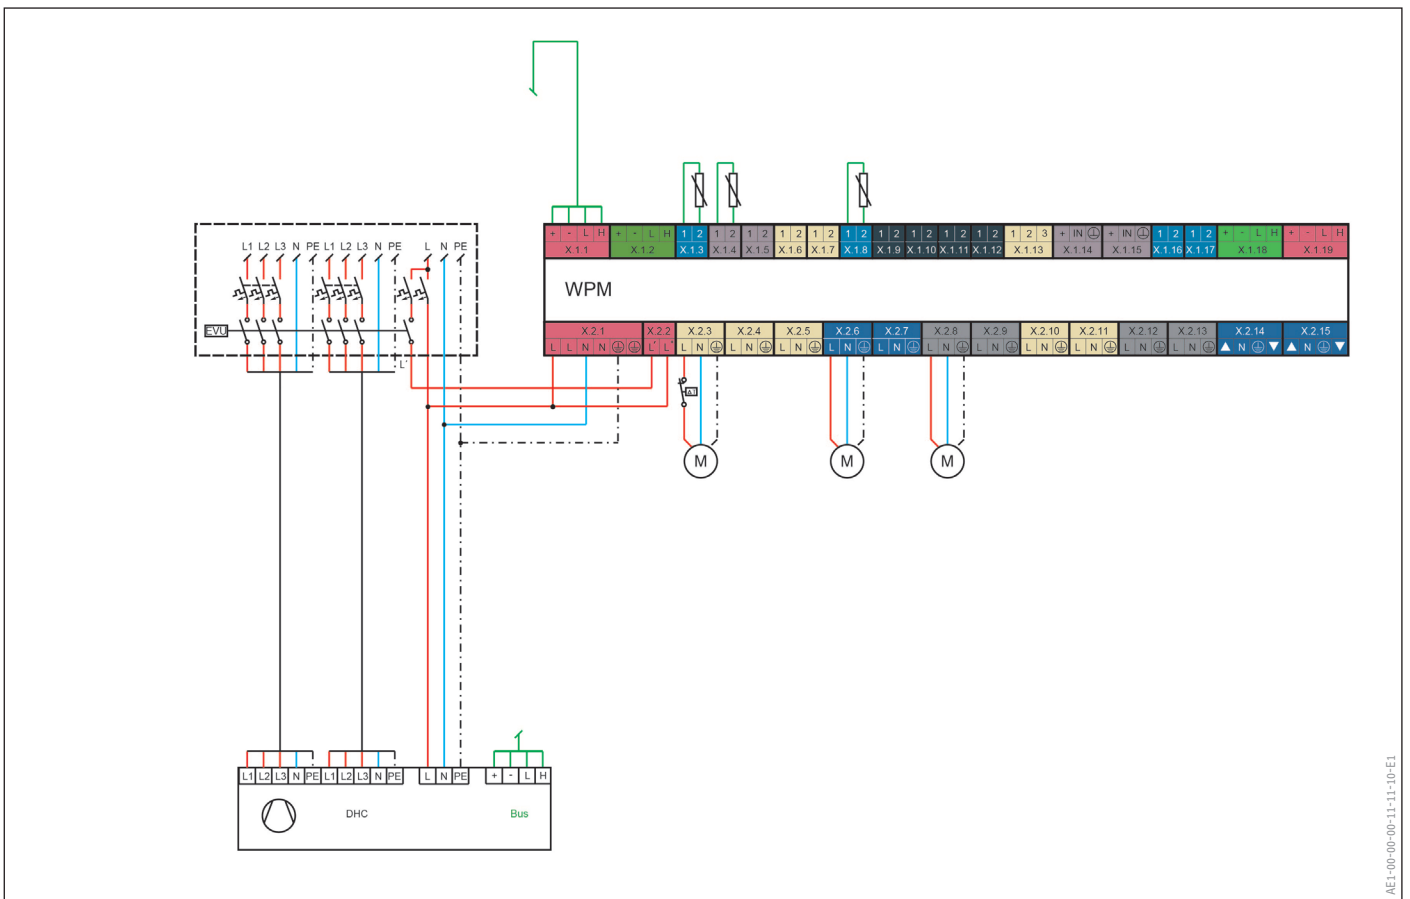 + - L H + - L H 1 2 1 2 1 2 1 2 1 2 1 2 1 2 1 2 1 2 1 2 1 2 3 + IN + IN 1 2 1 2 + - L H + - L H
X.1.1 X.1.2 X.1.3 X.1.4 X.1.5 X.1.6 X.1.7 X.1.8 X.1.9 X.1.10 X.1.11 X.1.12 X.1.13 X.1.14 X.1.15 X.1.16 X.1.17 X.1.18 X.1.19
L1 L2 L3 N PE L1 L2 L3 N PE L N PE
WPM
EVU
X.2.1 X.2.2 X.2.3 X.2.4 X.2.5 X.2.6 X.2.7 X.2.8 X.2.9 X.2.10 X.2.11 X.2.12 X.2.13 X.2.14 X.2.15
L L N N L' L' L N L N L N L N L N L N L N L N L N L N L N ▲ N ▼ ▲ N ▼
L'
M M M
L1 L2 L3 N PE L1 L2 L3 N PE L N PE + - L H
DHC Bus
AE1-00-00-00-11-11-10-E1